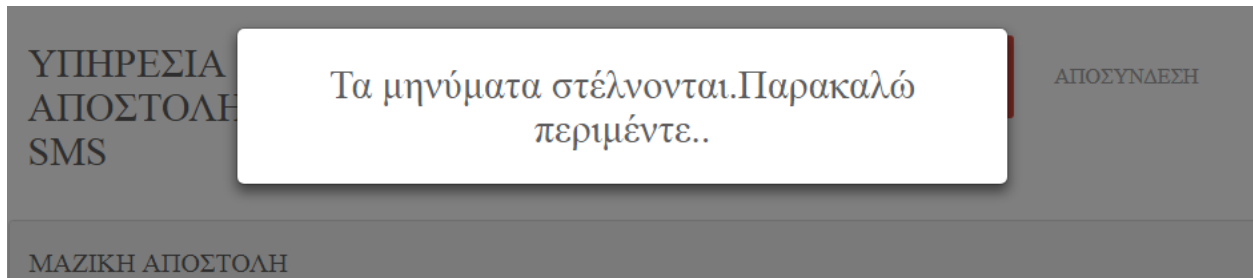 ΥΠΗΡΕΣΙΑ
ΑΠΟΣΤΟΛΗ
SMS
Τα μηνύματα στέλνονται.Παρακαλώ
περιμέντε..
ΑΠΟΣΥΝΔΕΣΗ
ΜΑΖΙΚΗ ΑΠΟΣΤΟΛΗ